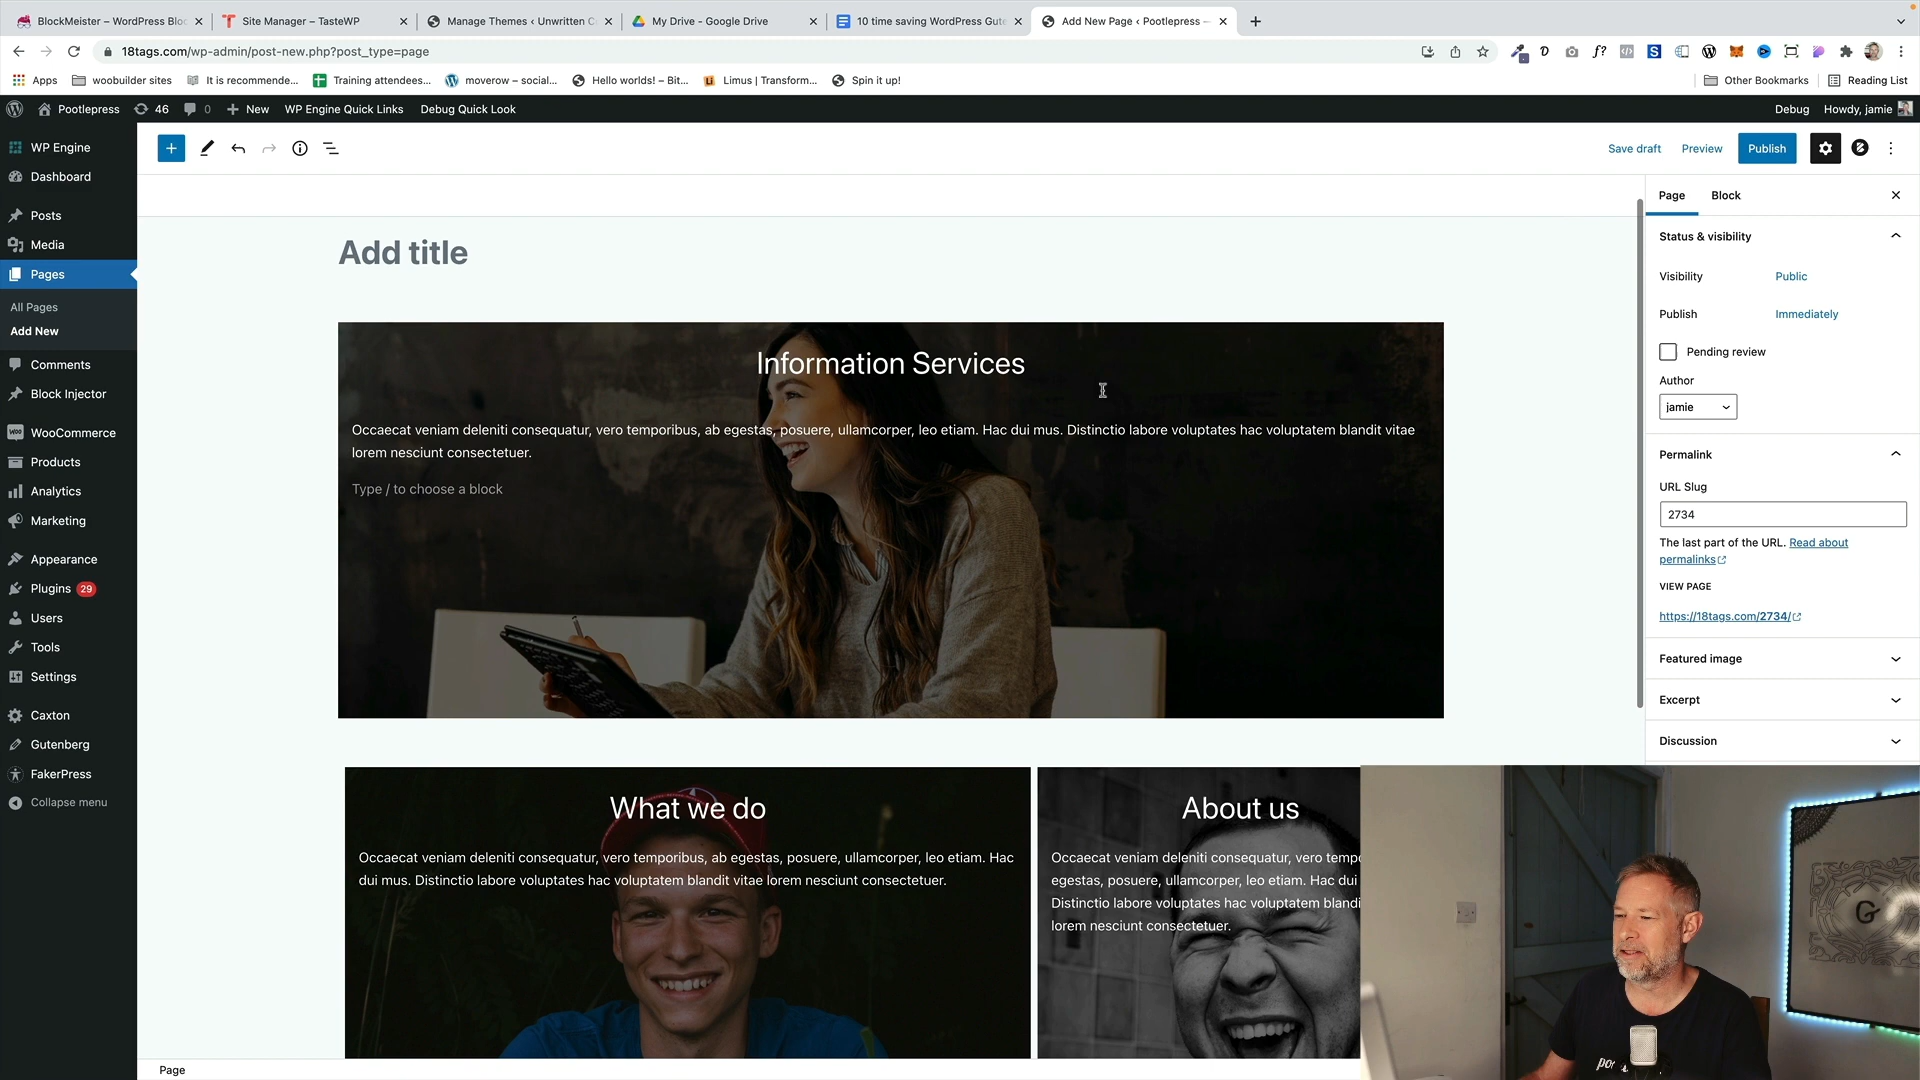 BlockMeister – WordPress Bloc
Site Manager – TasteWP
Manage Themes ‹ Unwritten C
My Drive - Google Drive
10 time saving WordPress Gute
Add New Page ‹ Pootlepress —
18tags.com/wp-admin/post-new.php?post_type=page
Apps
woobuilder sites
It is recommende...
Training attendees...
moverow – social...
Hello worlds! – Bit...
Limus | Transform...
Spin it up!
Other Bookmarks
Reading List
Pootlepress
46
0
New
WP Engine Quick Links
Debug Quick Look
Debug
Howdy, jamie
WP Engine
Dashboard
Posts
Media
Pages
All Pages
Add New
Comments
Block Injector
WooCommerce
Products
Analytics
Marketing
Appearance
Plugins 29
Users
Tools
Settings
Caxton
Gutenberg
FakerPress
Collapse menu
Save draft
Preview
Publish
Add title
Information Services
Occaecat veniam deleniti consequatur, vero temporibus, ab egestas, posuere, ullamcorper, leo etiam. Hac dui mus. Distinctio labore voluptates hac voluptatem blandit vitae
lorem nesciunt consectetuer.
Type / to choose a block
What we do
Occaecat veniam deleniti consequatur, vero temporibus, ab egestas, posuere, ullamcorper, leo etiam. Hac
dui mus. Distinctio labore voluptates hac voluptatem blandit vitae lorem nesciunt consectetuer.
About us
Occaecat veniam deleniti consequatur, vero tempo
egestas, posuere, ullamcorper, leo etiam. Hac dui
Distinctio labore voluptates hac voluptatem blandi
lorem nesciunt consectetuer.
Page
Block
Status & visibility
Visibility
Public
Publish
Immediately
Pending review
Author
jamie
Permalink
URL Slug
2734
The last part of the URL. Read about
permalinks
VIEW PAGE
https://18tags.com/2734/
Featured image
Excerpt
Discussion
Page